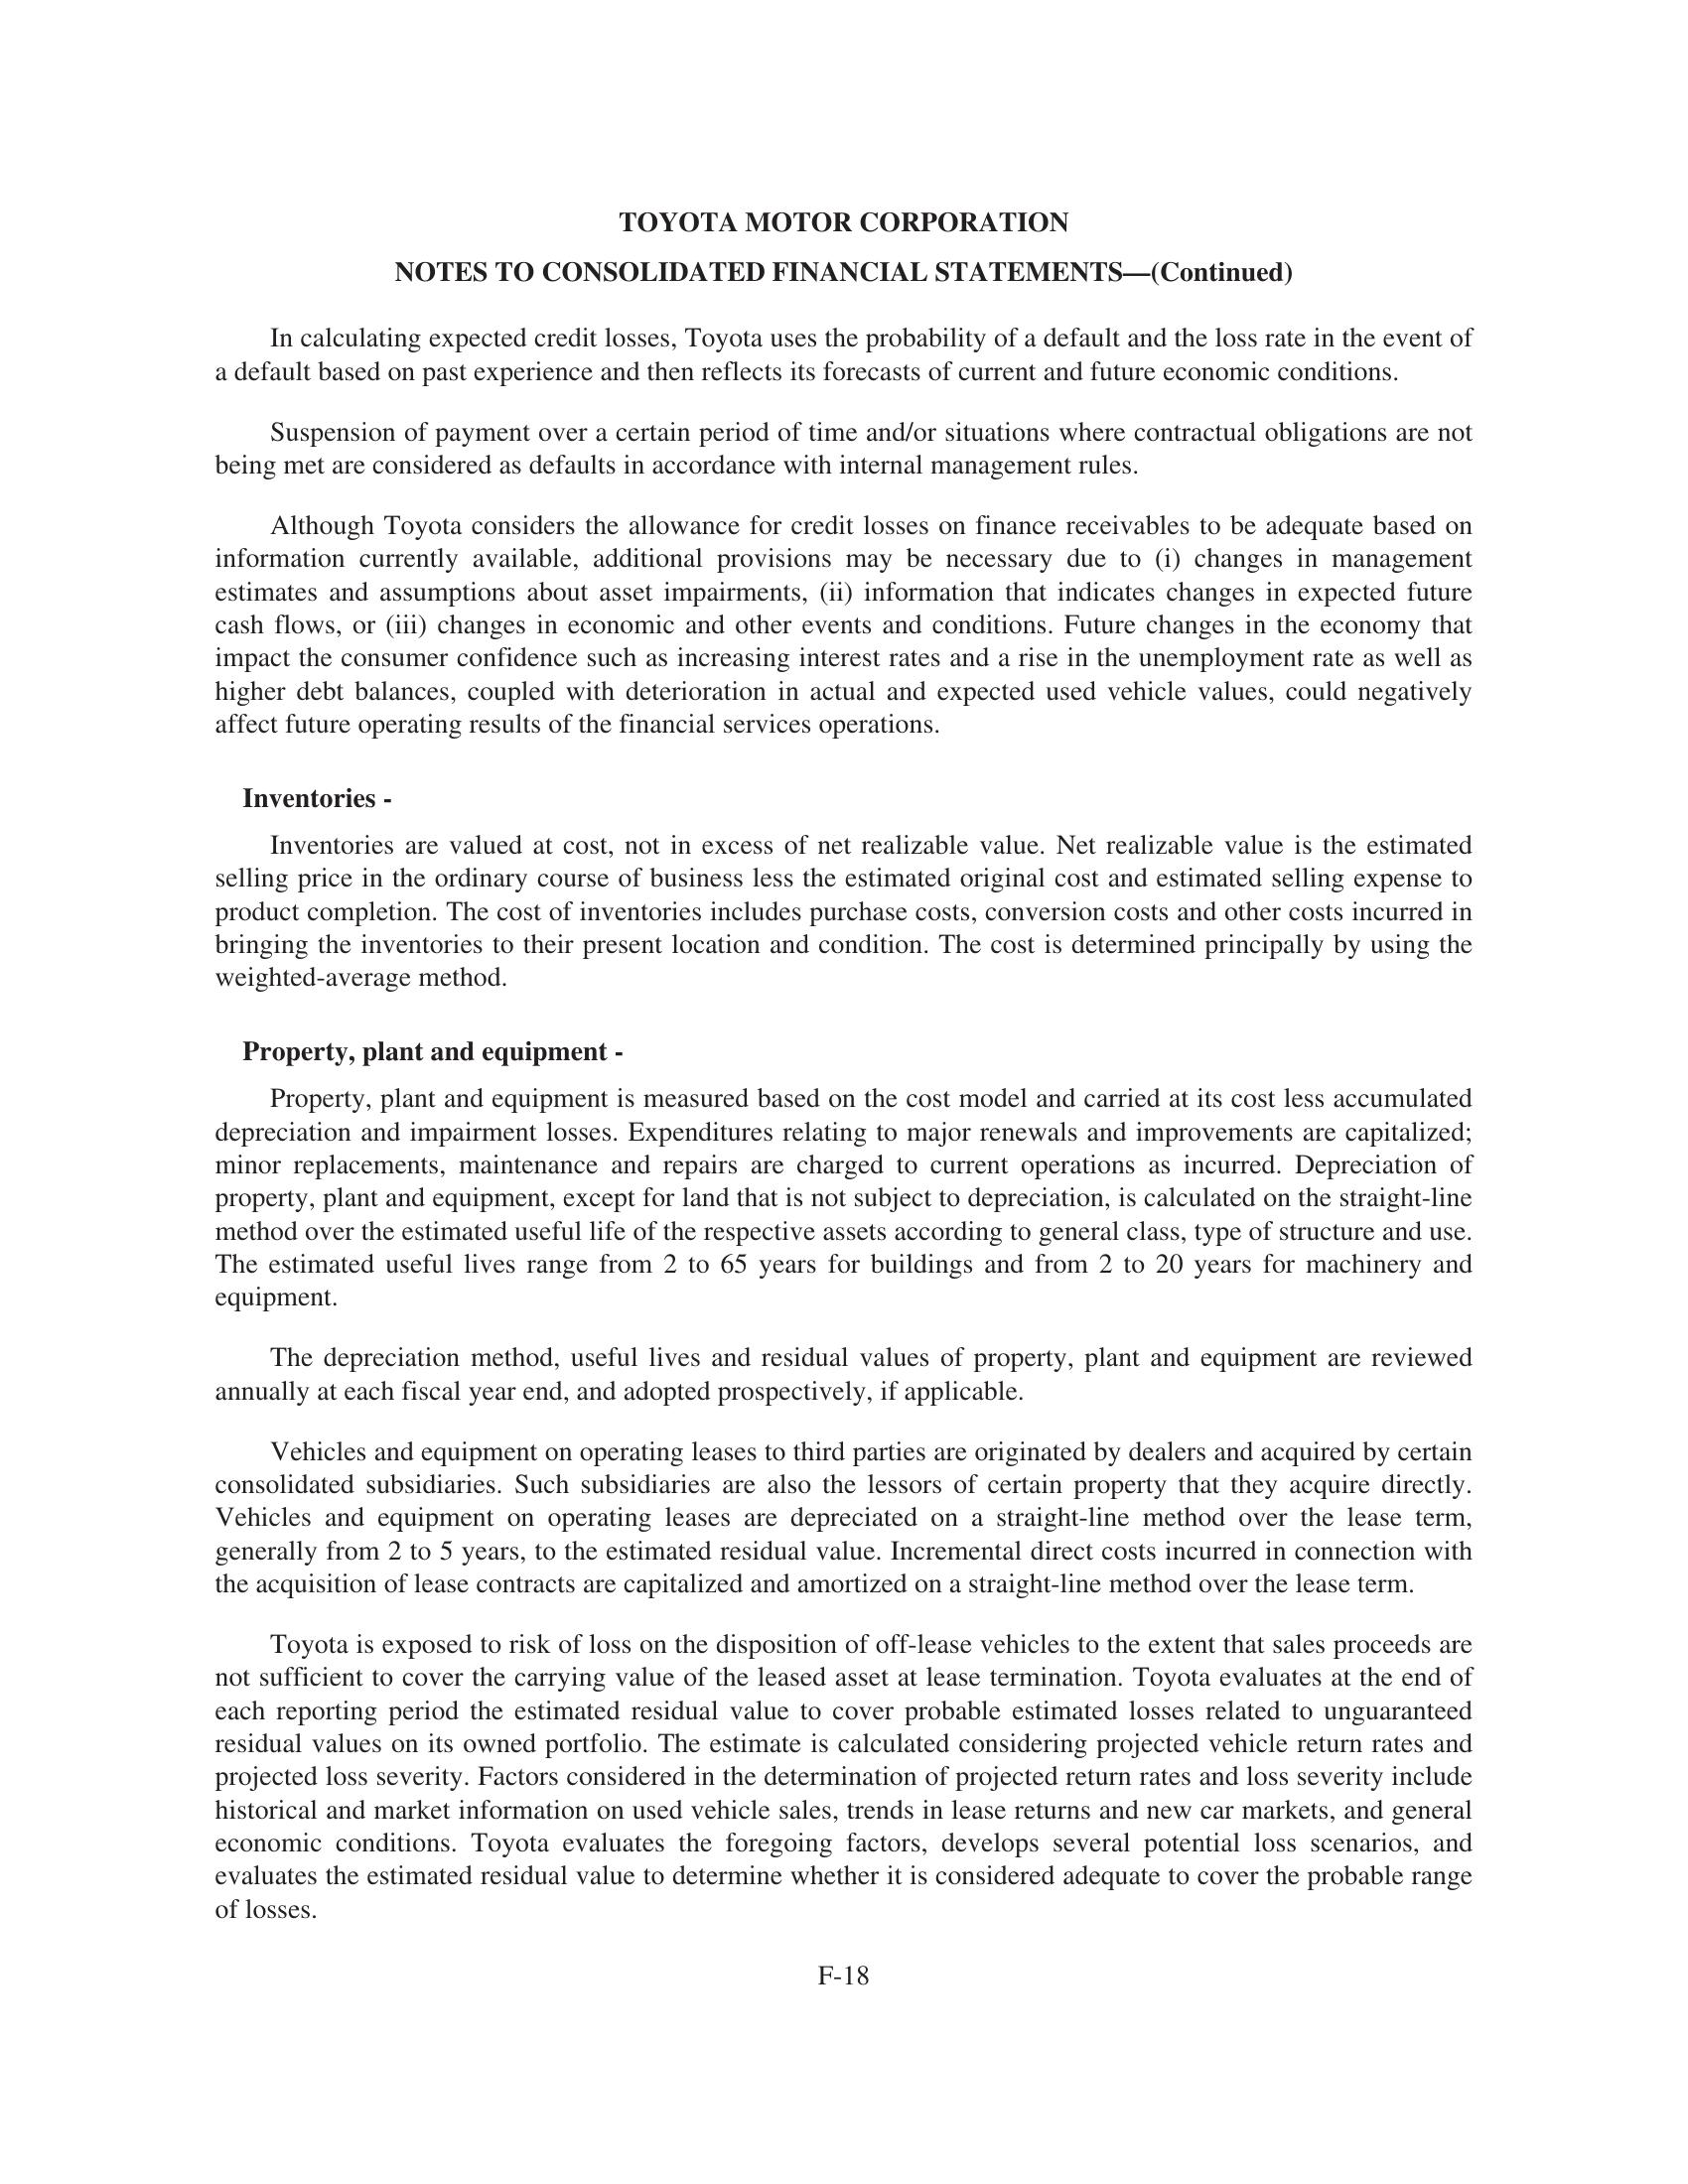 TOYOTA MOTOR CORPORATION
NOTES TO CONSOLIDATED FINANCIAL STATEMENTS—(Continued)
In calculating expected credit losses, Toyota uses the probability of a default and the loss rate in the event of
a default based on past experience and then reflects its forecasts of current and future economic conditions.
Suspension of payment over a certain period of time and/or situations where contractual obligations are not
being met are considered as defaults in accordance with internal management rules.
Although Toyota considers the allowance for credit losses on finance receivables to be adequate based on
information currently available, additional provisions may be necessary due to (i) changes in management
estimates and assumptions about asset impairments, (ii) information that indicates changes in expected future
cash flows, or (iii) changes in economic and other events and conditions. Future changes in the economy that
impact the consumer confidence such as increasing interest rates and a rise in the unemployment rate as well as
higher debt balances, coupled with deterioration in actual and expected used vehicle values, could negatively
affect future operating results of the financial services operations.
Inventories -
Inventories are valued at cost, not in excess of net realizable value. Net realizable value is the estimated
selling price in the ordinary course of business less the estimated original cost and estimated selling expense to
product completion. The cost of inventories includes purchase costs, conversion costs and other costs incurred in
bringing the inventories to their present location and condition. The cost is determined principally by using the
weighted-average method.
Property, plant and equipment -
Property, plant and equipment is measured based on the cost model and carried at its cost less accumulated
depreciation and impairment losses. Expenditures relating to major renewals and improvements are capitalized;
minor replacements, maintenance and repairs are charged to current operations as incurred. Depreciation of
property, plant and equipment, except for land that is not subject to depreciation, is calculated on the straight-line
method over the estimated useful life of the respective assets according to general class, type of structure and use.
The estimated useful lives range from 2 to 65 years for buildings and from 2 to 20 years for machinery and
equipment.
The depreciation method, useful lives and residual values of property, plant and equipment are reviewed
annually at each fiscal year end, and adopted prospectively, if applicable.
Vehicles and equipment on operating leases to third parties are originated by dealers and acquired by certain
consolidated subsidiaries. Such subsidiaries are also the lessors of certain property that they acquire directly.
Vehicles and equipment on operating leases are depreciated on a straight-line method over the lease term,
generally from 2 to 5 years, to the estimated residual value. Incremental direct costs incurred in connection with
the acquisition of lease contracts are capitalized and amortized on a straight-line method over the lease term.
Toyota is exposed to risk of loss on the disposition of off-lease vehicles to the extent that sales proceeds are
not sufficient to cover the carrying value of the leased asset at lease termination. Toyota evaluates at the end of
each reporting period the estimated residual value to cover probable estimated losses related to unguaranteed
residual values on its owned portfolio. The estimate is calculated considering projected vehicle return rates and
projected loss severity. Factors considered in the determination of projected return rates and loss severity include
historical and market information on used vehicle sales, trends in lease returns and new car markets, and general
economic conditions. Toyota evaluates the foregoing factors, develops several potential loss scenarios, and
evaluates the estimated residual value to determine whether it is considered adequate to cover the probable range
of losses.
F-18